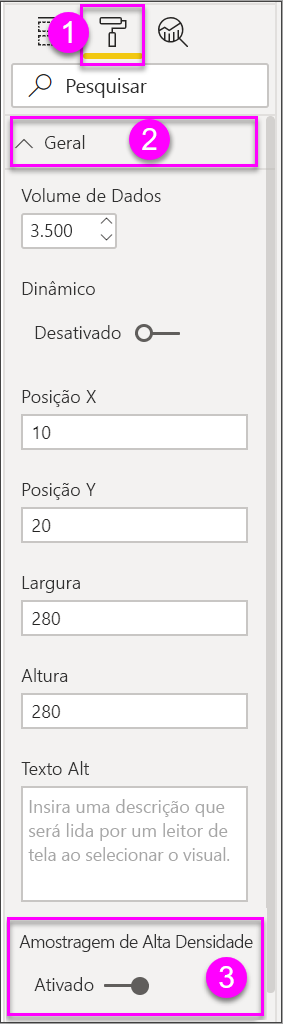 1
Pesquisar
Geral
2
Volume de Dados
3.500
Dinâmico
Desativado
Posição X
10
Posição Y
20
Largura
280
Altura
280
Texto Alt
Insira uma descrição que
será lida por um leitor de
tela ao selecionar o visual.
Amostragem de Alta Densidade
Ativado
3